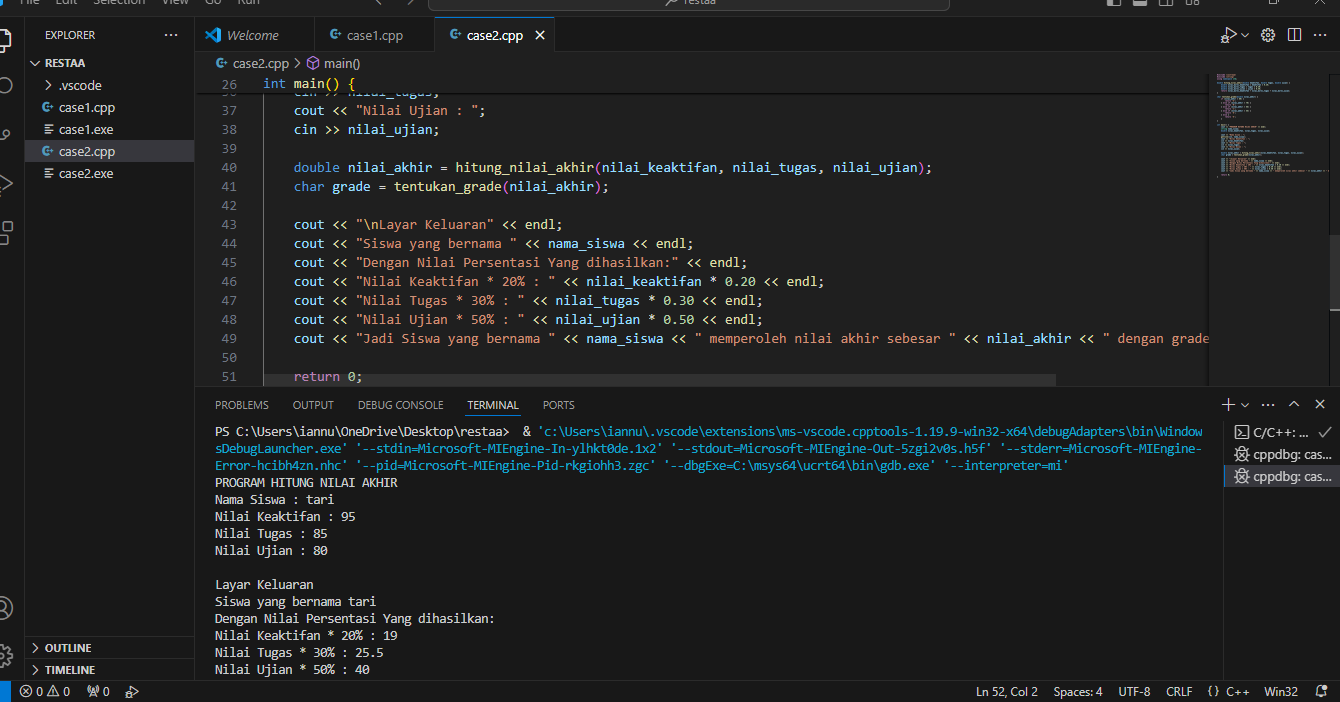 File Edit Selection View Go Run
restaa
EXPLORER
Welcome
case1.cpp
case2.cpp
RESTAA
.vscode
case1.cpp
case1.exe
case2.cpp
case2.exe
case2.cpp > main()
26 int main() {
36 cin >> nilai_tugas;
37 cout << "Nilai Ujian : ";
38 cin >> nilai_ujian;
39
40 double nilai_akhir = hitung_nilai_akhir(nilai_keaktifan, nilai_tugas, nilai_ujian);
41 char grade = tentukan_grade(nilai_akhir);
42
43 cout << "\nLayar Keluaran" << endl;
44 cout << "Siswa yang bernama " << nama_siswa << endl;
45 cout << "Dengan Nilai Persentasi Yang dihasilkan:" << endl;
46 cout << "Nilai Keaktifan * 20% : " << nilai_keaktifan * 0.20 << endl;
47 cout << "Nilai Tugas * 30% : " << nilai_tugas * 0.30 << endl;
48 cout << "Nilai Ujian * 50% : " << nilai_ujian * 0.50 << endl;
49 cout << "Jadi Siswa yang bernama " << nama_siswa << " memperoleh nilai akhir sebesar " << nilai_akhir << " dengan grade
50
51 return 0;
PROBLEMS OUTPUT DEBUG CONSOLE TERMINAL PORTS
PS C:\Users\iannu\OneDrive\Desktop\restaa> & 'c:\Users\iannu\.vscode\extensions\ms-vscode.cpptools-1.19.9-win32-x64\debugAdapters\bin\Window
sDebugLauncher.exe' '--stdin=Microsoft-MIEngine-In-ylhkt0de.1x2' '--stdout=Microsoft-MIEngine-Out-5zgi2v0s.h5f' '--stderr=Microsoft-MIEngine-
Error-hcibh4zn.nhc' '--pid=Microsoft-MIEngine-Pid-rkgiohh3.zgc' '--dbgExe=C:\msys64\ucrt64\bin\gdb.exe' '--interpreter=mi'
PROGRAM HITUNG NILAI AKHIR
Nama Siswa : tari
Nilai Keaktifan : 95
Nilai Tugas : 85
Nilai Ujian : 80
Layar Keluaran
Siswa yang bernama tari
Dengan Nilai Persentasi Yang dihasilkan:
Nilai Keaktifan * 20% : 19
Nilai Tugas * 30% : 25.5
Nilai Ujian * 50% : 40
C/C++: ...
cppdbg: cas...
cppdbg: cas...
OUTLINE
TIMELINE
0 0 0
Ln 52, Col 2 Spaces: 4 UTF-8 CRLF {} C++ Win32